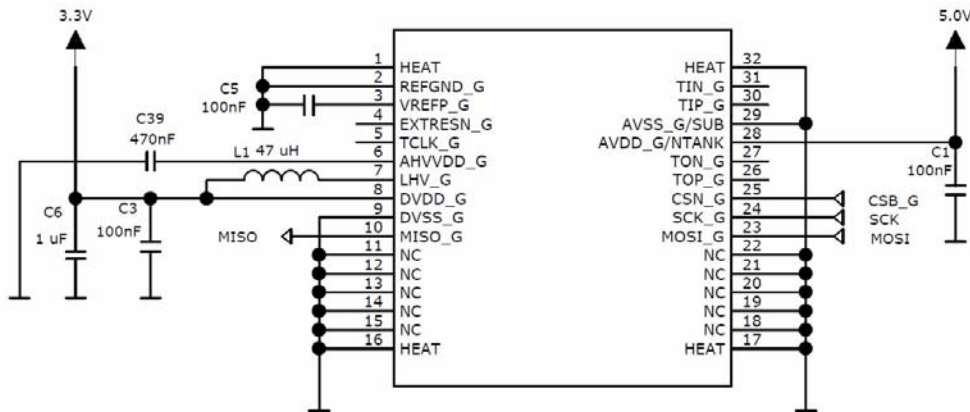 3.3V
5.0V
1 HEAT HEAT 32
2 REFGND_G TIN_G 31
C5
100nF
3 VREFP_G TIP_G 30
4 EXTRESN_G AVSS_G/SUB 29
C39
470nF
5 TCLK_G AVDD_G/NTANK 28
L1 47 uH
6 AHVVDD_G TON_G 27
C1
100nF
7 LHV_G TOP_G 26
8 DVDD_G CSN_G 25 CSB_G
C6
1 uF
C3
100nF
9 DVSS_G SCK_G 24 SCK
MISO 10 MISO_G MOSI_G 23 MOSI
11 NC NC 22
12 NC NC 21
13 NC NC 20
14 NC NC 19
15 NC NC 18
16 HEAT HEAT 17